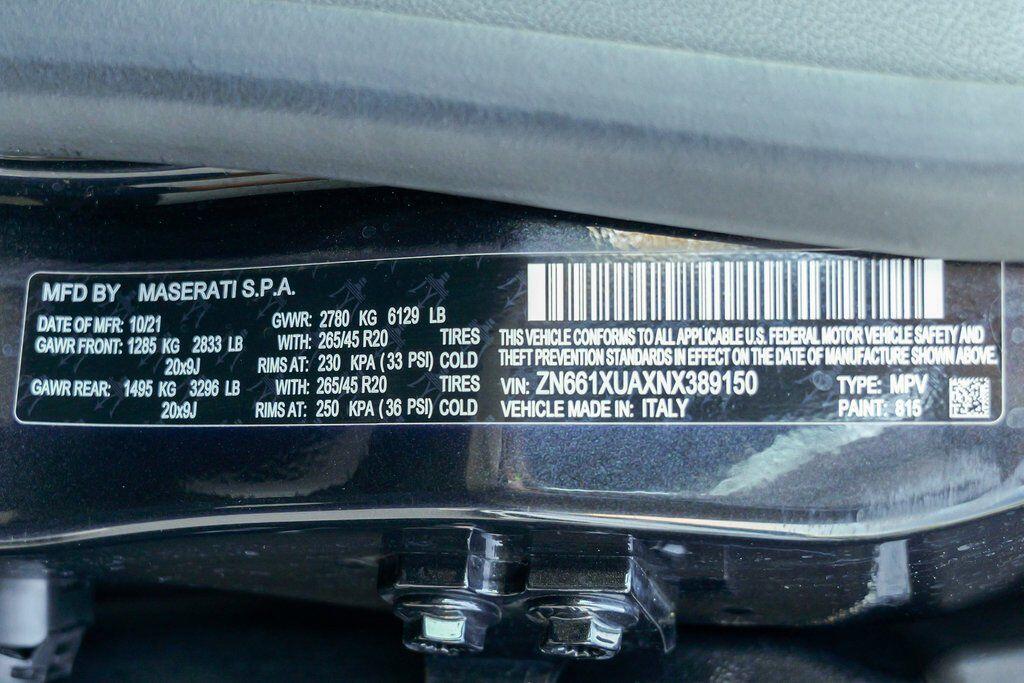 MFD BY MASERATI S.P.A.
DATE OF MFR: 10/21 GVWR: 2780 KG 6129 LB
GAWR FRONT: 1285 KG 2833 LB WITH: 265/45 R20 TIRES
20x9J RIMS AT: 230 KPA (33 PSI) COLD
GAWR REAR: 1495 KG 3296 LB WITH: 265/45 R20 TIRES
20x9J RIMS AT: 250 KPA (36 PSI) COLD
THIS VEHICLE CONFORMS TO ALL APPLICABLE U.S. FEDERAL MOTOR VEHICLE SAFETY AND
THEFT PREVENTION STANDARDS IN EFFECT ON THE DATE OF MANUFACTURE SHOWN ABOVE.
VIN: ZN661XUAXNX389150 TYPE: MPV
VEHICLE MADE IN: ITALY PAINT: 815